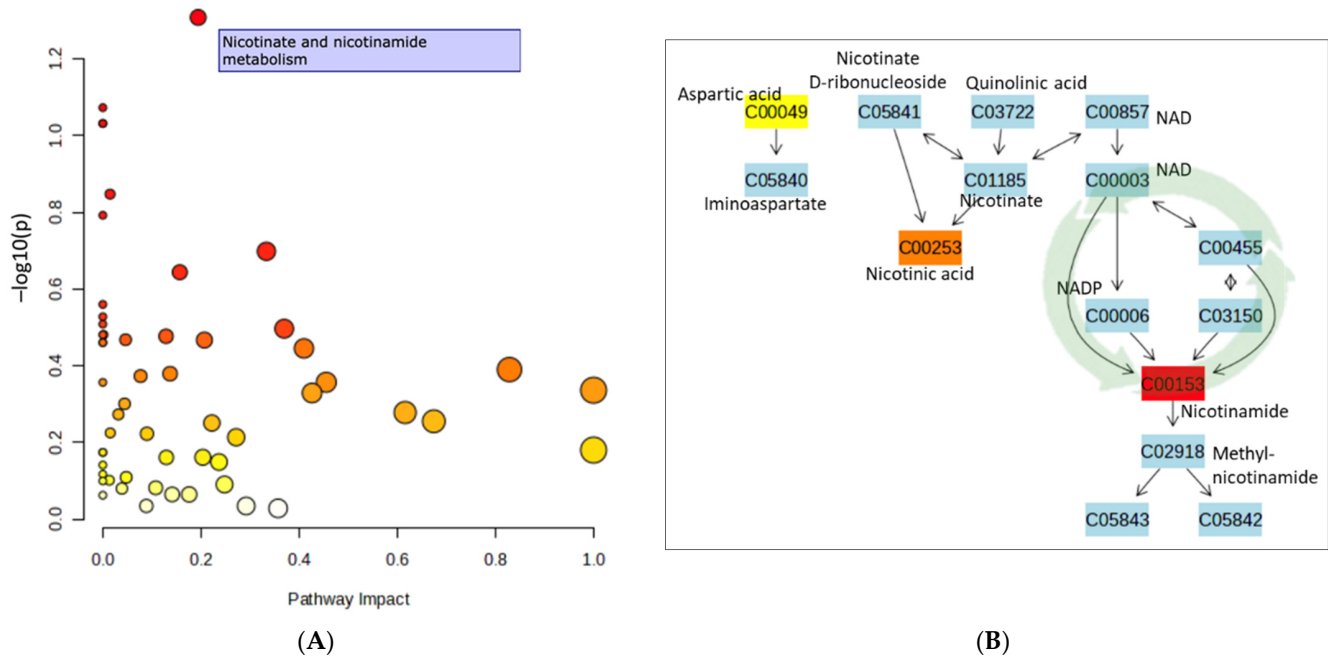 Nicotinate and nicotinamide
metabolism
−log10(p)
1.2
1.0
0.8
0.6
0.4
0.2
0.0
0.0 0.2 0.4 0.6 0.8 1.0
Pathway Impact
(A)
Nicotinate
D-ribonucleoside
Quinolinic acid
Aspartic acid
C00049
C05841
C03722
C00857
NAD
C05840
Iminoaspartate
C01185
Nicotinate
C00003
NAD
C00253
Nicotinic acid
C00455
NADP
C00006
C03150
C00153
Nicotinamide
C02918
Methyl-
nicotinamide
C05843
C05842
(B)